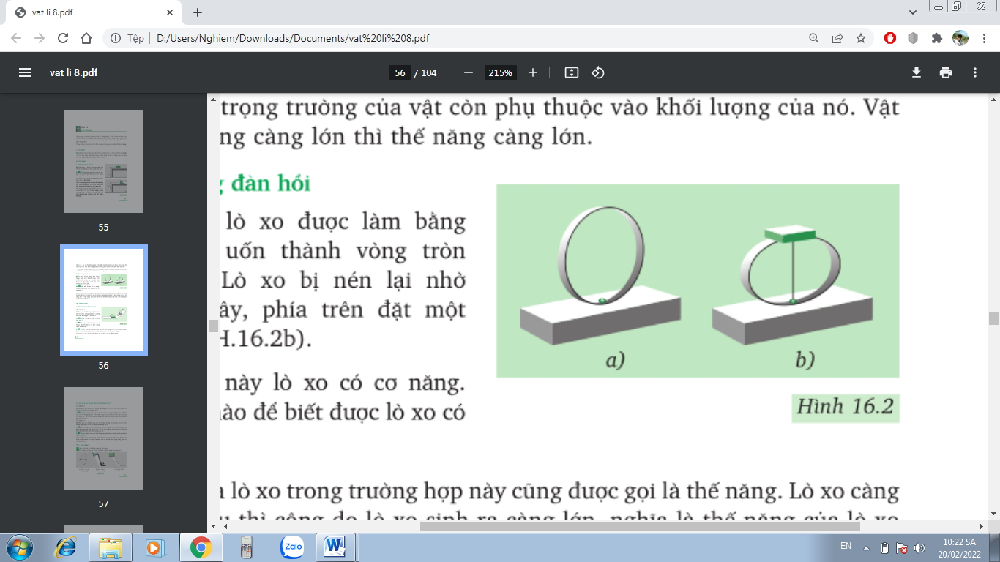 vat li 8.pdf
Tệp
D:/Users/Nghiem/Downloads/Documents/vat%20li%208.pdf
vat li 8.pdf
56 / 104
215%
trọng trường của vật còn phụ thuộc vào khối lượng của nó. Vật
ng càng lớn thì thế năng càng lớn.
đàn hồi
lò xo được làm bằng
uốn thành vòng tròn
Lò xo bị nén lại nhờ
ây, phía trên đặt một
H.16.2b).
này lò xo có cơ năng.
nào để biết được lò xo có
a)
b)
Hình 16.2
lò xo trong trường hợp này cũng được gọi là thế năng. Lò xo càng
thì công do lò xo sinh ra càng lớn, nghĩa là thế năng của lò xo
55
56
57
Zalo
EN
10:22 SA
20/02/2022